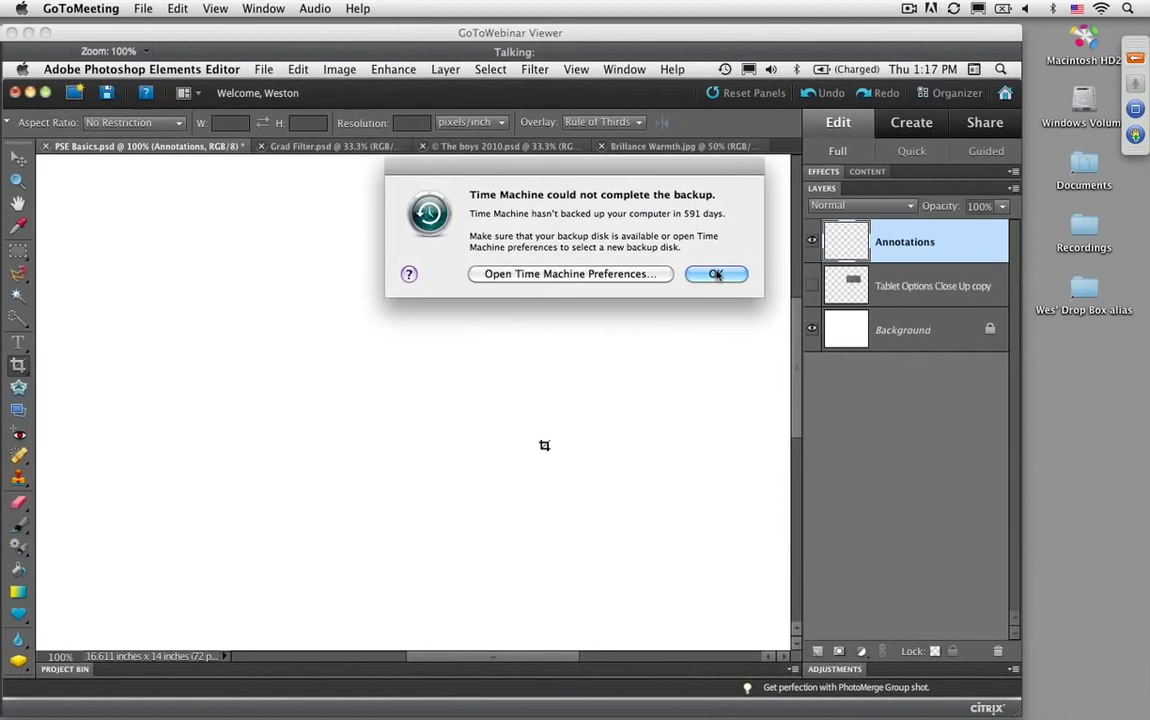 GoToMeeting File Edit View Window Audio Help
GoToWebinar Viewer
Zoom: 100% Talking:
Adobe Photoshop Elements Editor File Edit Image Enhance Layer Select Filter View Window Help (Charged) Thu 1:17 PM
Welcome, Weston Reset Panels Undo Redo Organizer
Aspect Ratio: No Restriction W: H: Resolution: pixels/inch Overlay: Rule of Thirds
Edit Create Share
PSE Basics.psd @ 100% (Annotations, RGB/8) * Grad Filter.psd @ 33.3% (RGB/... © The boys 2010.psd @ 33.3% (RG... Brillance Warmth.jpg @ 50% (RGB/...
Full Quick Guided
EFFECTS CONTENT
LAYERS
Normal Opacity: 100%
Annotations
Tablet Options Close Up copy
Background
Time Machine could not complete the backup.
Time Machine hasn't backed up your computer in 591 days.
Make sure that your backup disk is available or open Time
Machine preferences to select a new backup disk.
? Open Time Machine Preferences... OK
100% 16.611 inches x 14 inches (72 p... Lock:
PROJECT BIN ADJUSTMENTS
Get perfection with PhotoMerge Group shot.
CITRIX
Macintosh HD2
Windows Volum
Documents
Recordings
Wes' Drop Box alias